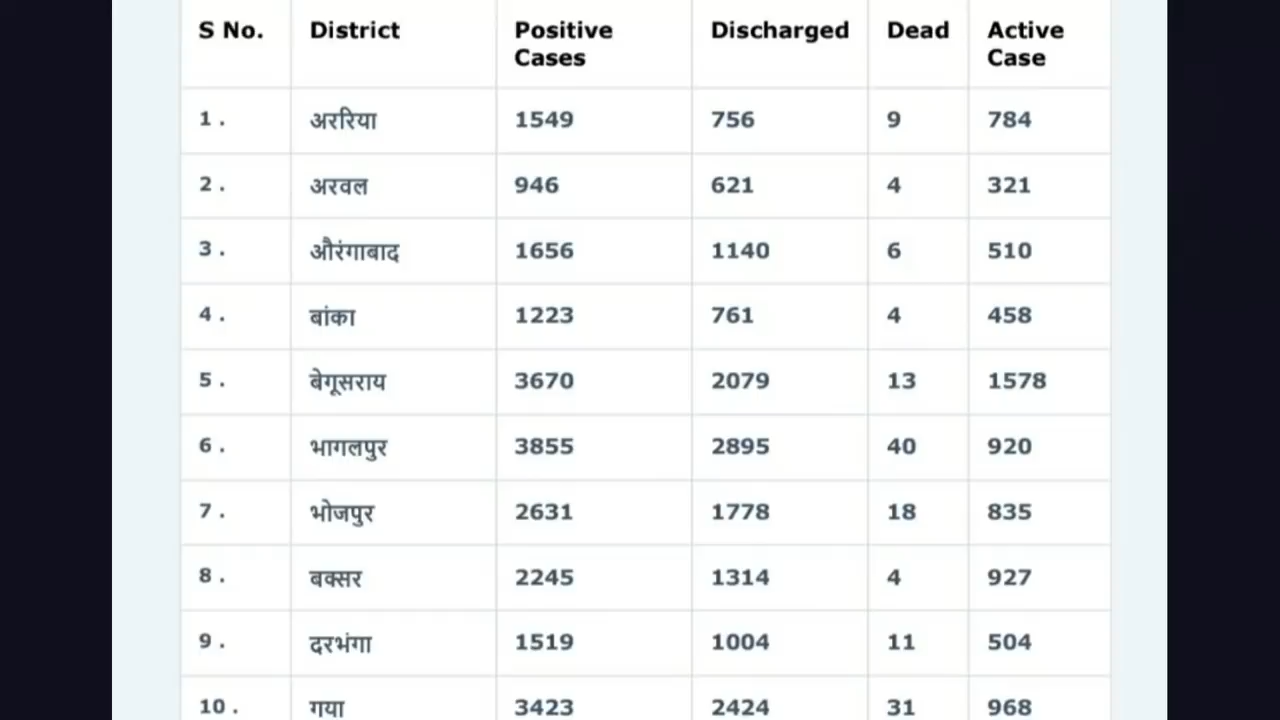 S No. District Positive Cases Discharged Dead Active Case
1 . अररिया 1549 756 9 784
2 . अरवल 946 621 4 321
3 . औरंगाबाद 1656 1140 6 510
4 . बांका 1223 761 4 458
5 . बेगूसराय 3670 2079 13 1578
6 . भागलपुर 3855 2895 40 920
7 . भोजपुर 2631 1778 18 835
8 . बक्सर 2245 1314 4 927
9 . दरभंगा 1519 1004 11 504
10 . गया 3423 2424 31 968